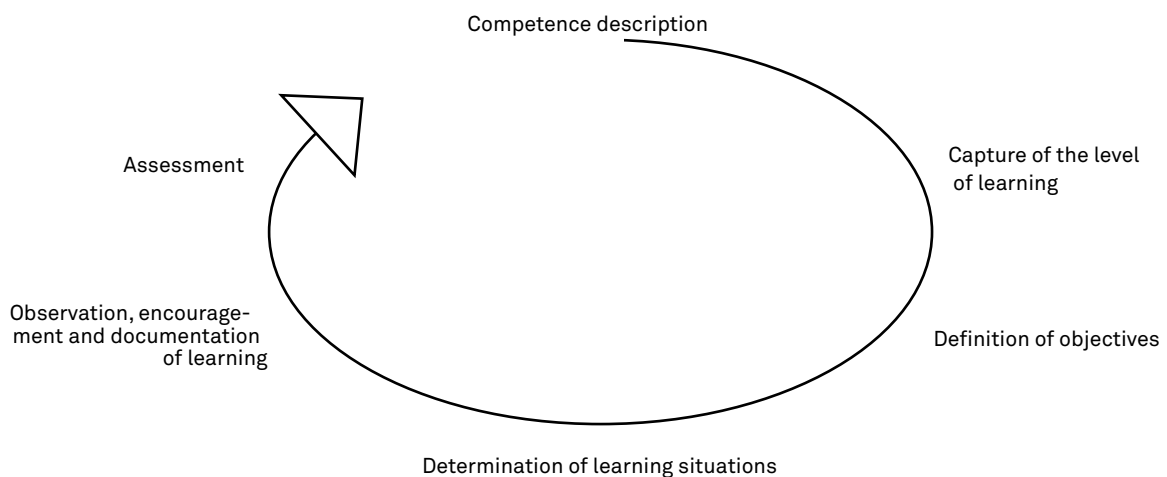 Competence description
Capture of the level
of learning
Definition of objectives
Determination of learning situations
Observation, encourage-
ment and documentation
of learning
Assessment